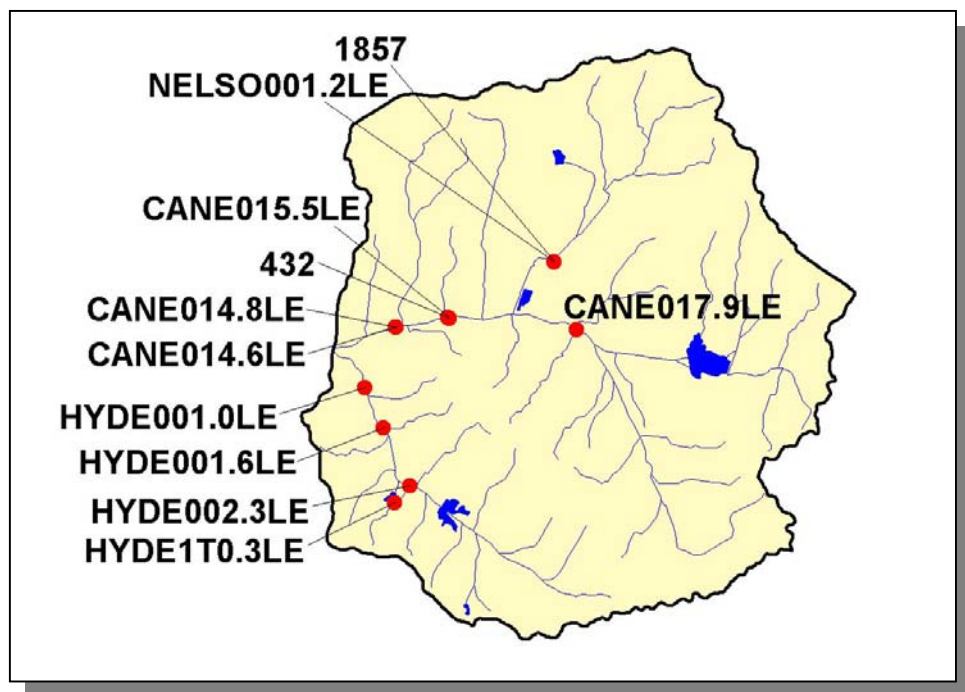 1857
NELSO001.2LE
CANE015.5LE
432
CANE014.8LE
CANE017.9LE
CANE014.6LE
HYDE001.0LE
HYDE001.6LE
HYDE002.3LE
HYDE1T0.3LE